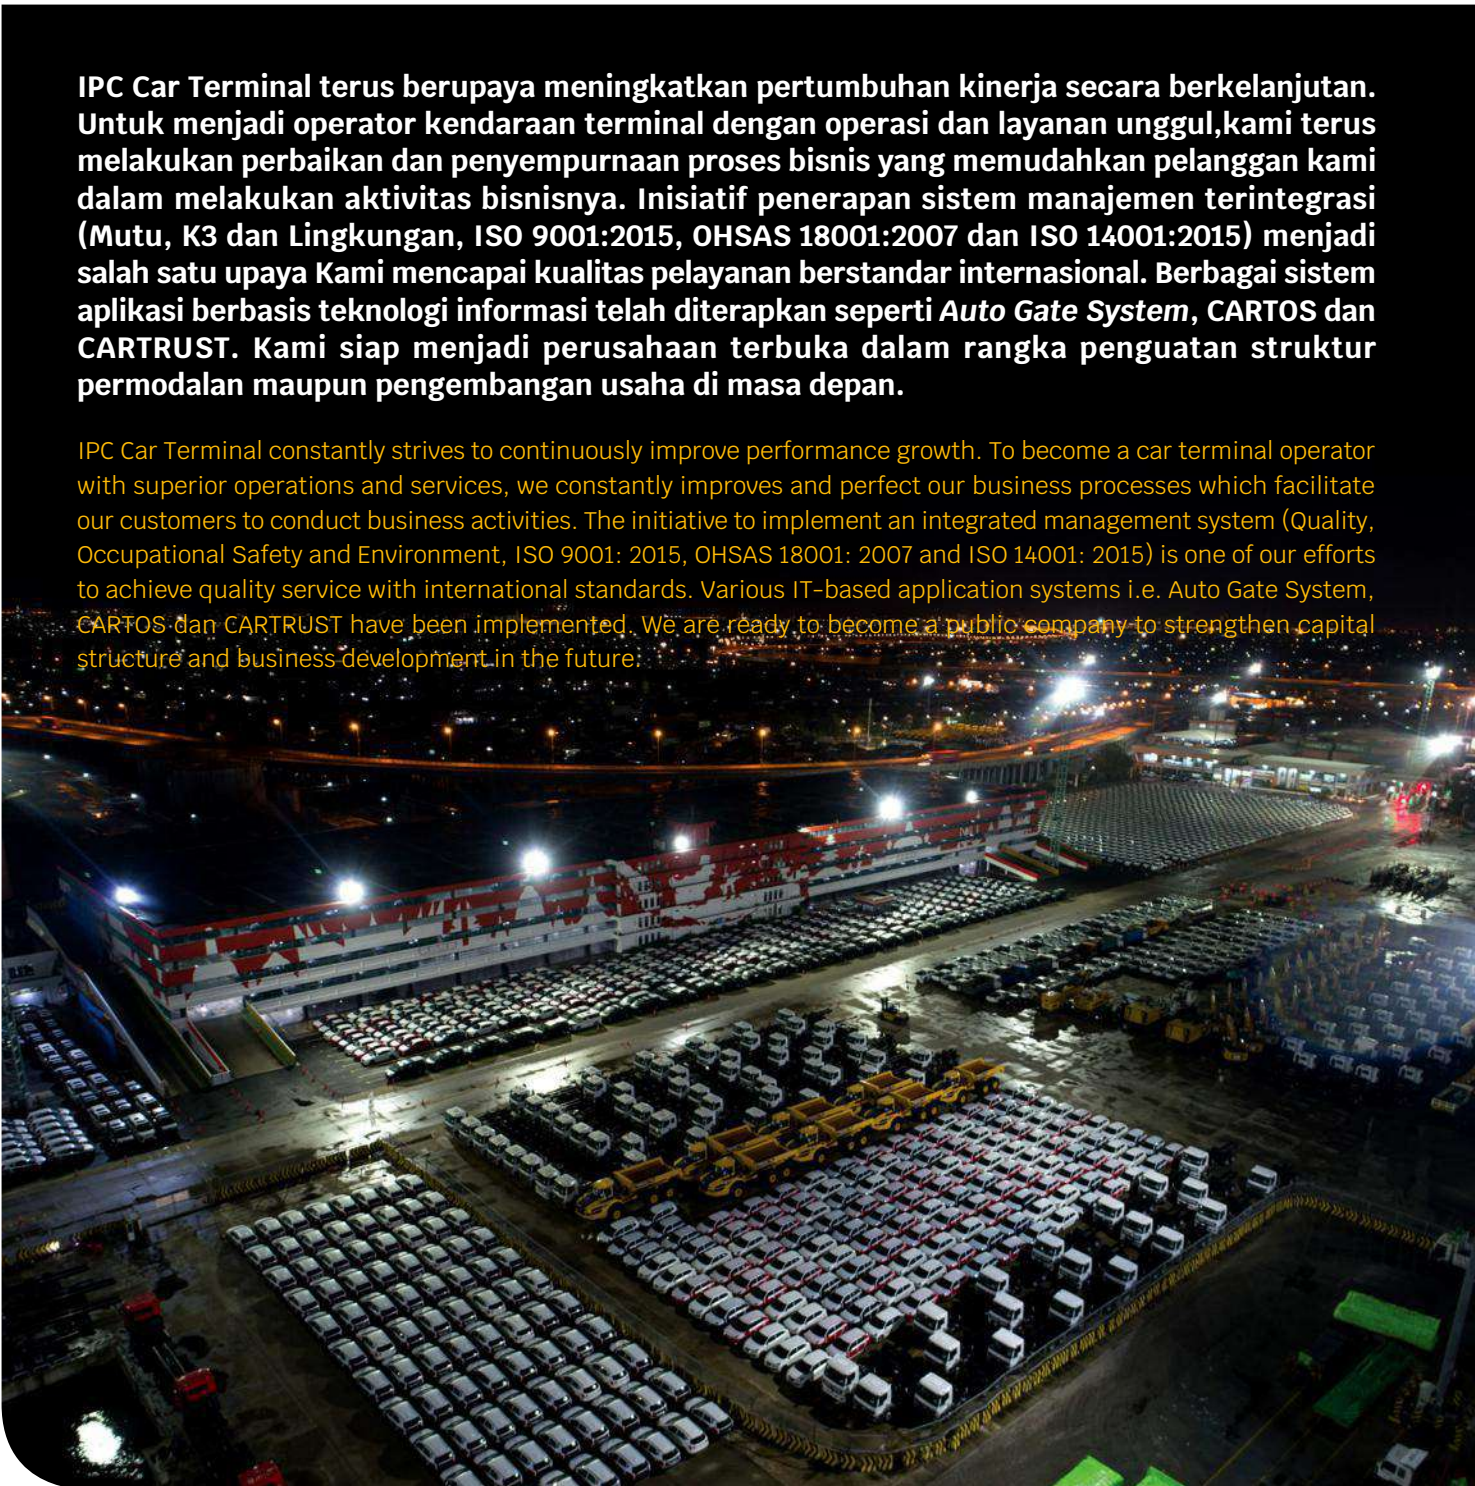 IPC Car Terminal terus berupaya meningkatkan pertumbuhan kinerja secara berkelanjutan.
Untuk menjadi operator kendaraan terminal dengan operasi dan layanan unggul,kami terus
melakukan perbaikan dan penyempurnaan proses bisnis yang memudahkan pelanggan kami
dalam melakukan aktivitas bisnisnya. Inisiatif penerapan sistem manajemen terintegrasi
(Mutu, K3 dan Lingkungan, ISO 9001:2015, OHSAS 18001:2007 dan ISO 14001:2015) menjadi
salah satu upaya Kami mencapai kualitas pelayanan berstandar internasional. Berbagai sistem
aplikasi berbasis teknologi informasi telah diterapkan seperti Auto Gate System, CARTOS dan
CARTRUST. Kami siap menjadi perusahaan terbuka dalam rangka penguatan struktur
permodalan maupun pengembangan usaha di masa depan.
IPC Car Terminal constantly strives to continuously improve performance growth. To become a car terminal operator
with superior operations and services, we constantly improves and perfect our business processes which facilitate
our customers to conduct business activities. The initiative to implement an integrated management system (Quality,
Occupational Safety and Environment, ISO 9001: 2015, OHSAS 18001: 2007 and ISO 14001: 2015) is one of our efforts
to achieve quality service with international standards. Various IT-based application systems i.e. Auto Gate System,
CARTOS dan CARTRUST have been implemented. We are ready to become a public company to strengthen capital
structure and business development in the future.